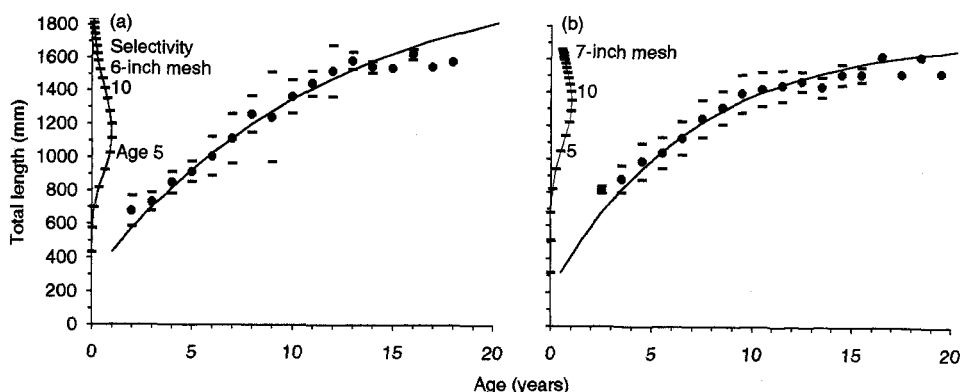 (a)
Selectivity
6-inch mesh
10
Age 5
1800
1600
1400
1200
1000
800
600
400
200
0
Total length (mm)
0 5 10 15 20
(b)
7-inch mesh
10
5
0 5 10 15 20
Age (years)